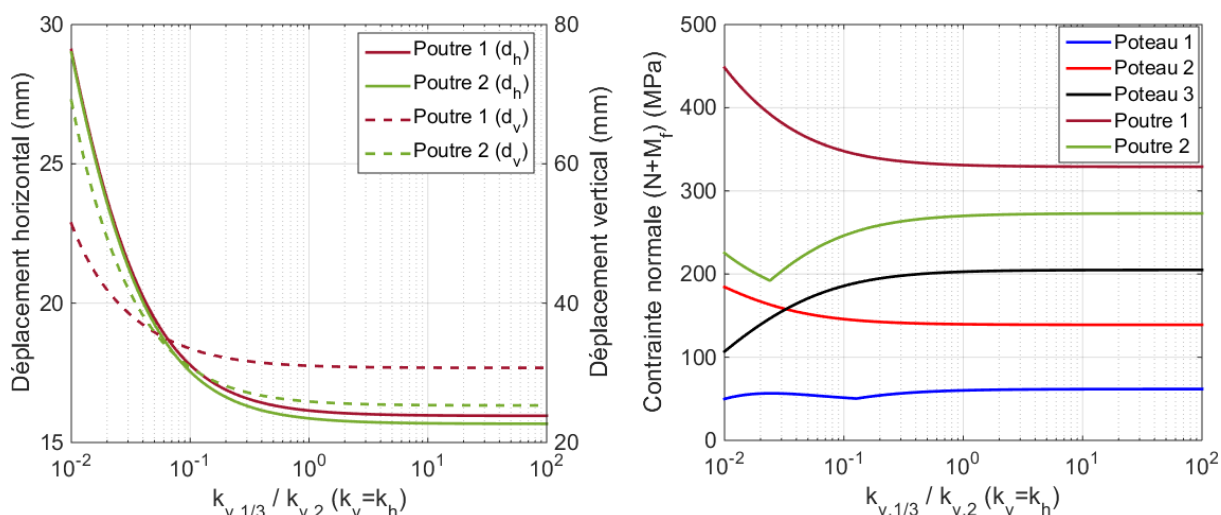 Déplacement horizontal (mm)
30
25
20
15
Poutre 1 (d_h)
Poutre 2 (d_h)
Poutre 1 (d_v)
Poutre 2 (d_v)
80
60
40
20
Déplacement vertical (mm)
10^-2
10^-1
10^0
10^1
10^2
k_v,1/3 / k_v,2 (k_v=k_h)
Contrainte normale (N+M_f) (MPa)
500
400
300
200
100
0
Poteau 1
Poteau 2
Poteau 3
Poutre 1
Poutre 2
10^-2
10^-1
10^0
10^1
10^2
k_v,1/3 / k_v,2 (k_v=k_h)